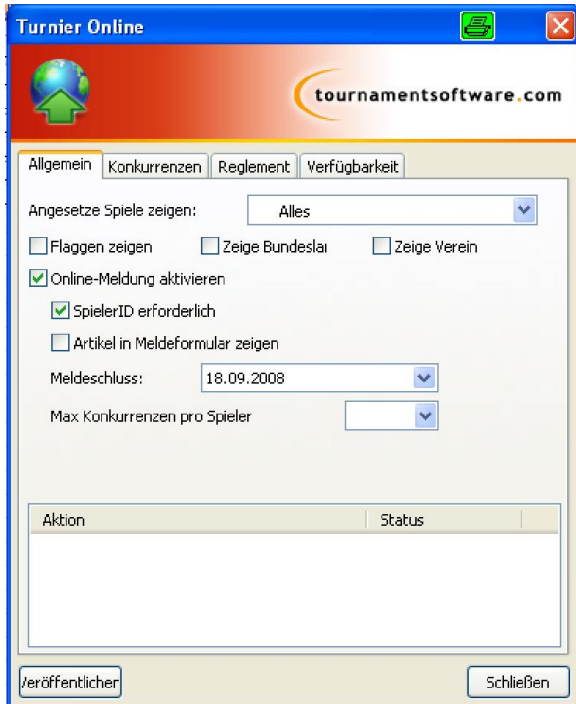 Turnier Online
tournamentsoftware.com
Allgemein Konkurrenzen Reglement Verfügbarkeit
Angesetze Spiele zeigen: Alles
Flaggen zeigen Zeige Bundeslar Zeige Verein
Online-Meldung aktivieren
SpielerID erforderlich
Artikel in Meldeformular zeigen
Meldeschluss: 18.09.2008
Max Konkurrenzen pro Spieler
Aktion Status
/eröffentlicher Schließen